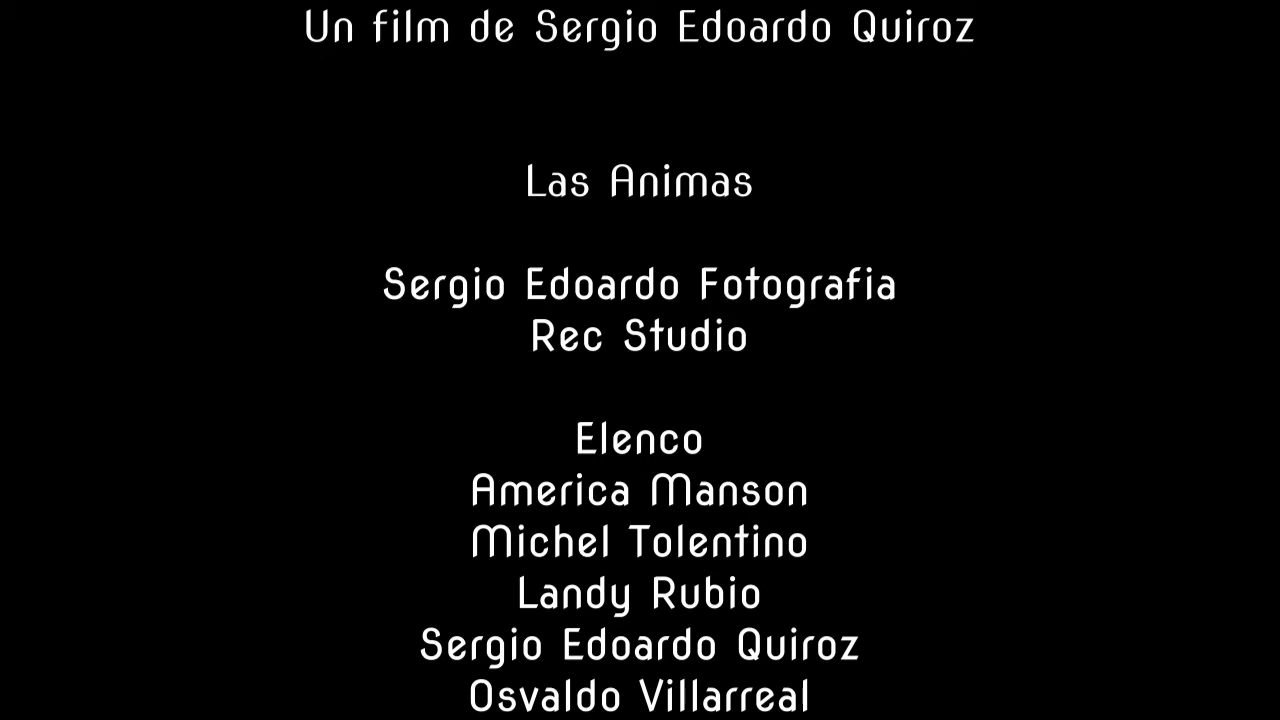 Un film de Sergio Edoardo Quiroz
Las Animas
Sergio Edoardo Fotografia
Rec Studio
Elenco
America Manson
Michel Tolentino
Landy Rubio
Sergio Edoardo Quiroz
Osvaldo Villarreal